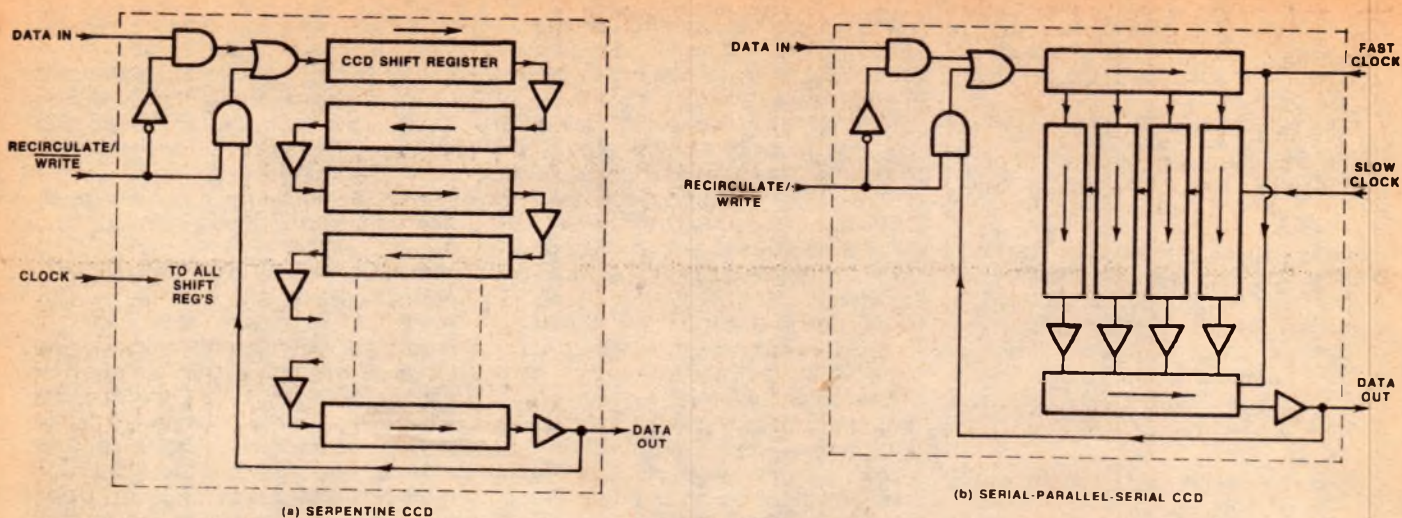 DATA IN
CCD SHIFT REGISTER
RECIRCULATE/
WRITE
CLOCK
TO ALL
SHIFT
REG'S
DATA
OUT
(a) SERPENTINE CCD
DATA IN
FAST
CLOCK
RECIRCULATE/
WRITE
SLOW
CLOCK
DATA
OUT
(b) SERIAL-PARALLEL-SERIAL CCD